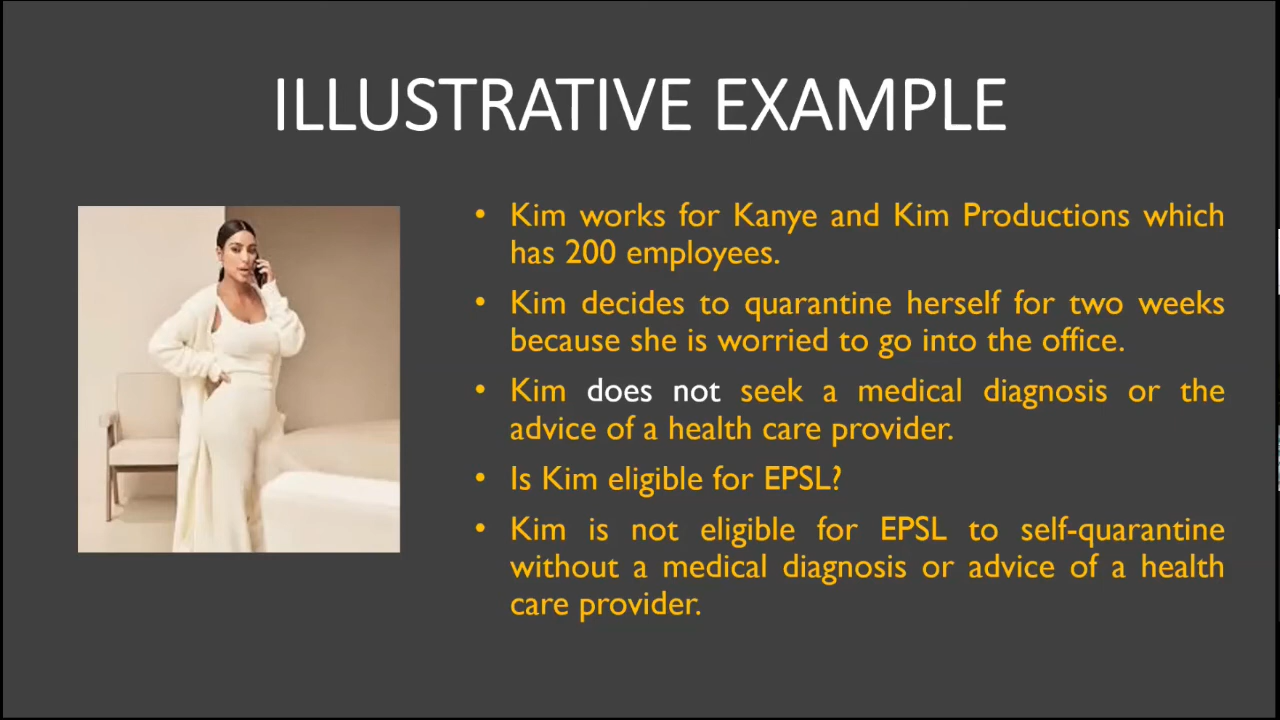 ILLUSTRATIVE EXAMPLE
• Kim works for Kanye and Kim Productions which
has 200 employees.
• Kim decides to quarantine herself for two weeks
because she is worried to go into the office.
• Kim does not seek a medical diagnosis or the
advice of a health care provider.
• Is Kim eligible for EPSL?
• Kim is not eligible for EPSL to self-quarantine
without a medical diagnosis or advice of a health
care provider.